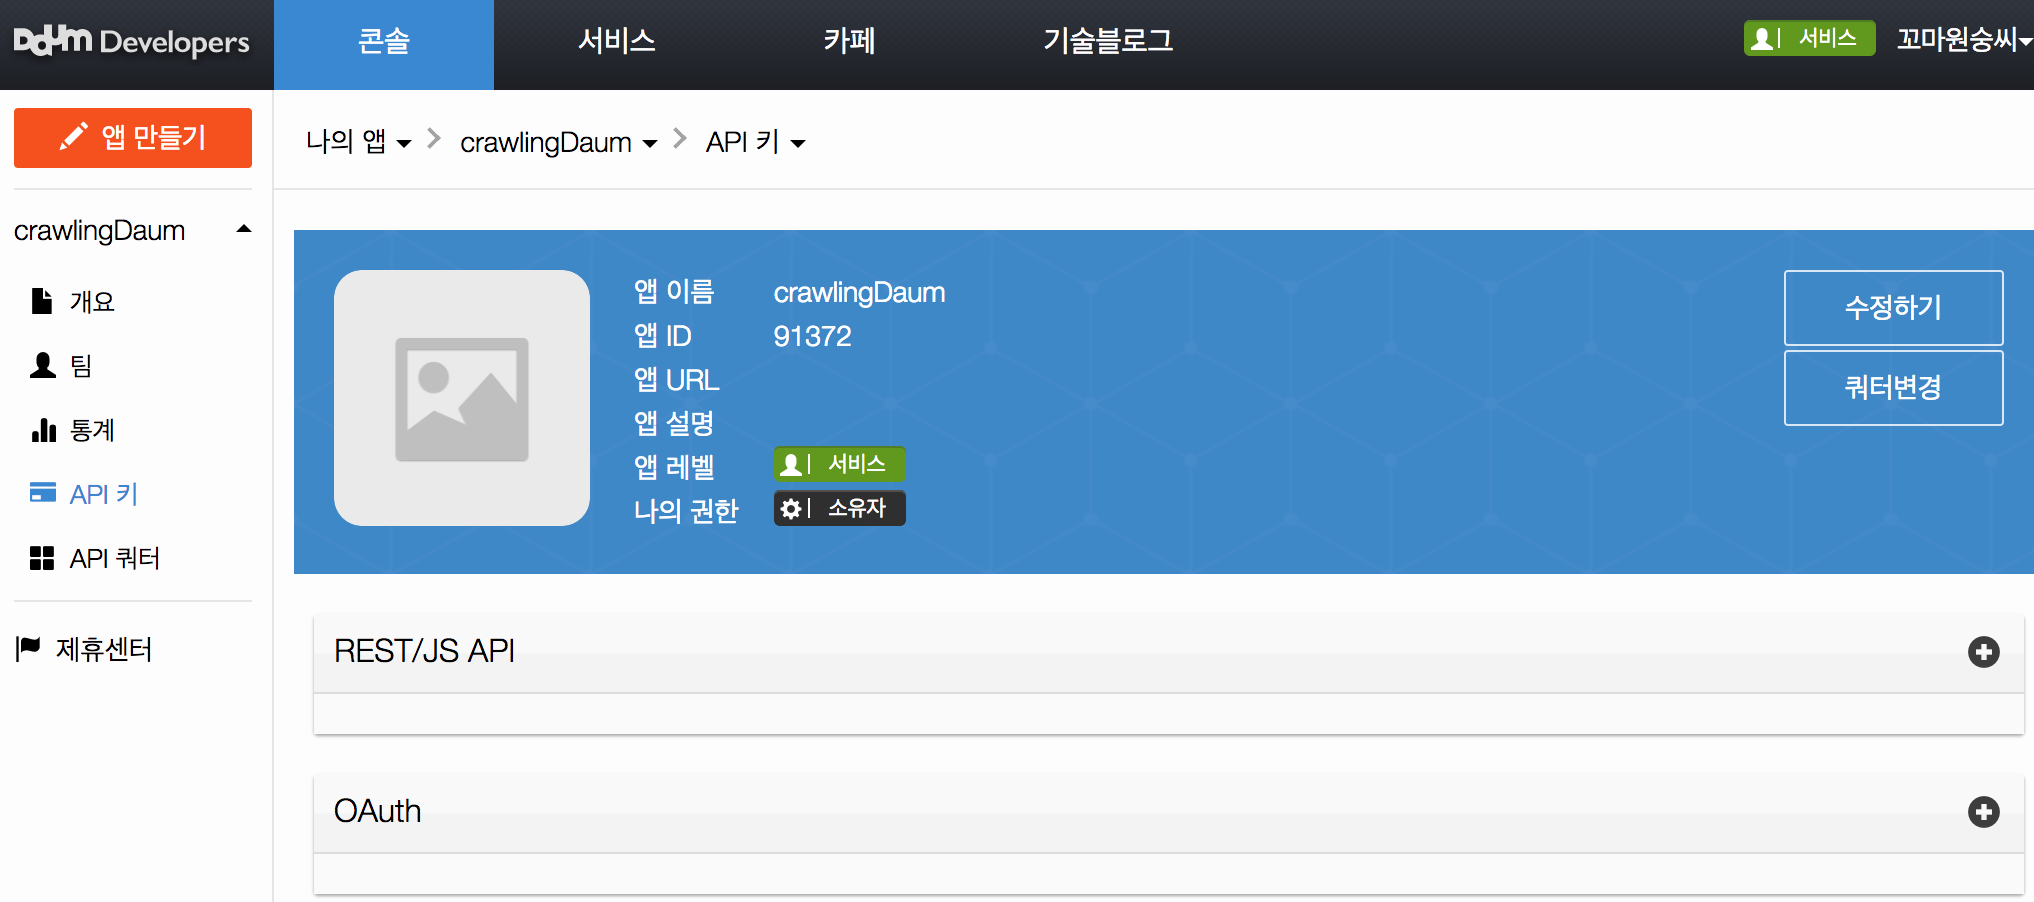 Daum Developers
콘솔
서비스
카페
기술블로그
서비스
꼬마원숭씨
앱 만들기
나의 앱
crawlingDaum
API 키
crawlingDaum
개요
팀
통계
API 키
API 쿼터
제휴센터
앱 이름 crawlingDaum
앱 ID 91372
앱 URL
앱 설명
앱 레벨 서비스
나의 권한 소유자
수정하기
쿼터변경
REST/JS API
OAuth